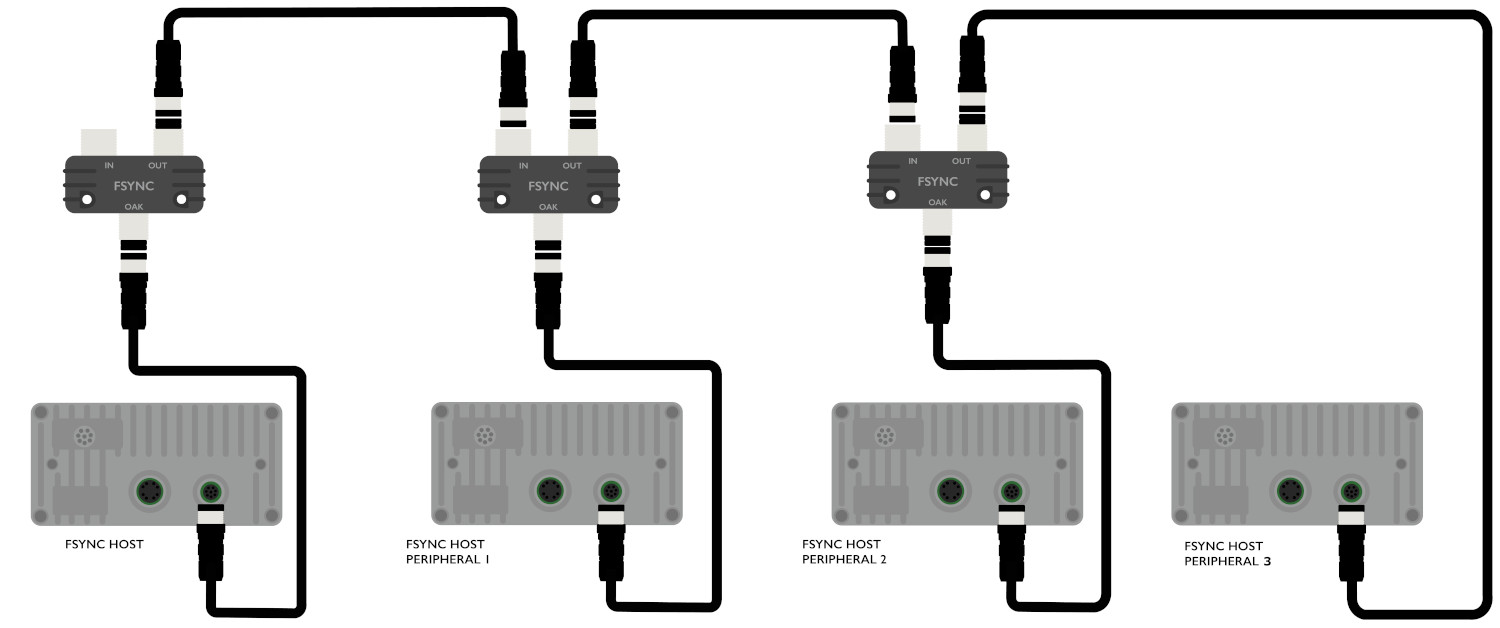 IN OUT
FSYNC
OAK
IN OUT
FSYNC
OAK
IN OUT
FSYNC
OAK
FSYNC HOST
FSYNC HOST
PERIPHERAL 1
FSYNC HOST
PERIPHERAL 2
FSYNC HOST
PERIPHERAL 3